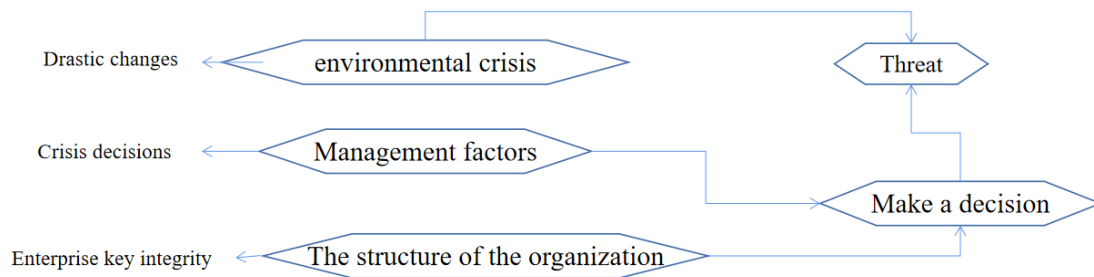 Drastic changes
environmental crisis
Threat
Crisis decisions
Management factors
Make a decision
Enterprise key integrity
The structure of the organization